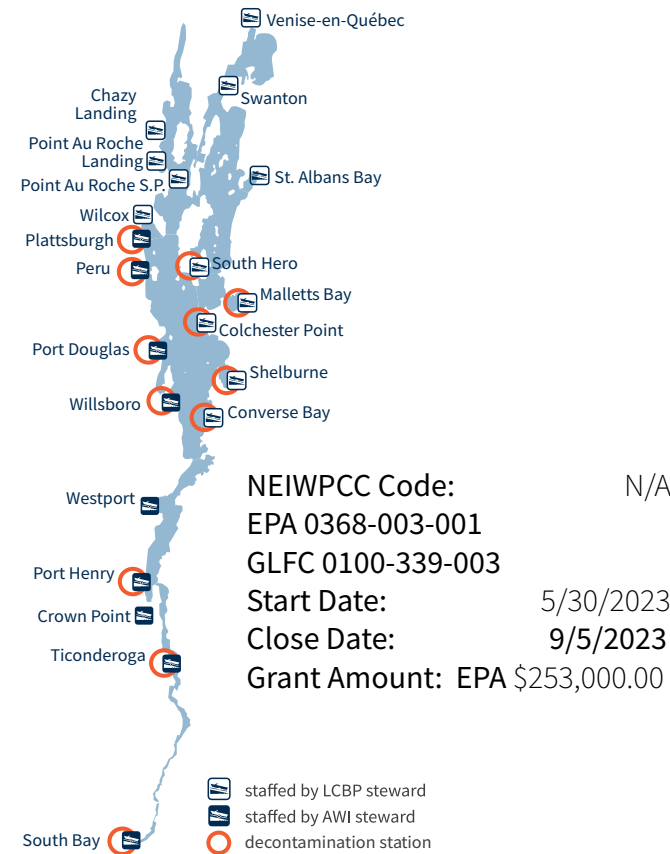 Venise-en-Québec
Swanton
Chazy
Landing
Point Au Roche
Landing
Point Au Roche S.P.
St. Albans Bay
Wilcox
Plattsburgh
Peru
South Hero
Malletts Bay
Colchester Point
Port Douglas
Shelburne
Willsboro
Converse Bay
Westport
NEIWPCC Code: N/A
EPA 0368-003-001
GLFC 0100-339-003
Start Date: 5/30/2023
Close Date: 9/5/2023
Grant Amount: EPA $253,000.00
Port Henry
Crown Point
Ticonderoga
staffed by LCBP steward
staffed by AWI steward
decontamination station
South Bay